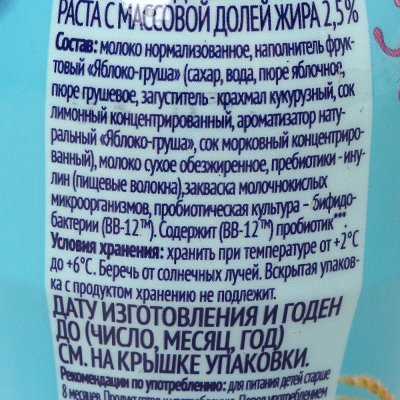 РАСТА С МАССОВОЙ ДОЛЕЙ ЖИРА 2,5%
Состав: молоко нормализованное, наполнитель фрук-
товый «Яблоко-груша» (сахар, вода, пюре яблочное,
пюре грушевое, загуститель - крахмал кукурузный, сок
лимонный концентрированный, ароматизатор нату-
ральный «Яблоко-груша», сок морковный концентриро-
ванный), молоко сухое обезжиренное, пребиотики - ину-
лин (пищевые волокна), закваска молочнокислых
микроорганизмов, пробиотическая культура – бифидо-
бактерии (BB-12™). Содержит (BB-12™) пробиотик***
Условия хранения: хранить при температуре от +2°C
до +6°C. Беречь от солнечных лучей. Вскрытая упаков-
ка с продуктом хранению не подлежит.
ДАТУ ИЗГОТОВЛЕНИЯ И ГОДЕН
ДО (ЧИСЛО, МЕСЯЦ, ГОД)
СМ. НА КРЫШКЕ УПАКОВКИ.
Рекомендации по употреблению: для питания детей старше
8 месяцев. Продукт готов к употреблению. Перед употреблением